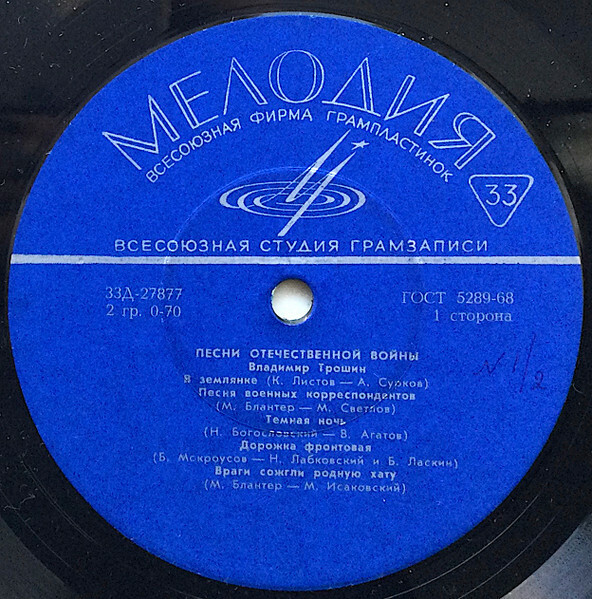 МЕЛОДИЯ
ВСЕСОЮЗНАЯ ФИРМА ГРАМПЛАСТИНОК
33
ВСЕСОЮЗНАЯ СТУДИЯ ГРАМЗАПИСИ
33Д-27877
ГОСТ 5289-68
2 гр. 0-70
1 сторона
ПЕСНИ ОТЕЧЕСТВЕННОЙ ВОЙНЫ
Владимир Трошин
В землянке (К. Листов — А. Сурков)
Песня военных корреспондентов
(М. Блантер — М. Светлов)
Темная ночь
(Н. Богословский — В. Агатов)
Дорожка фронтовая
(Б. Мокроусов — Н. Лабковский и Б. Ласкин)
Враги сожгли родную хату
(М. Блантер — М. Исаковский)